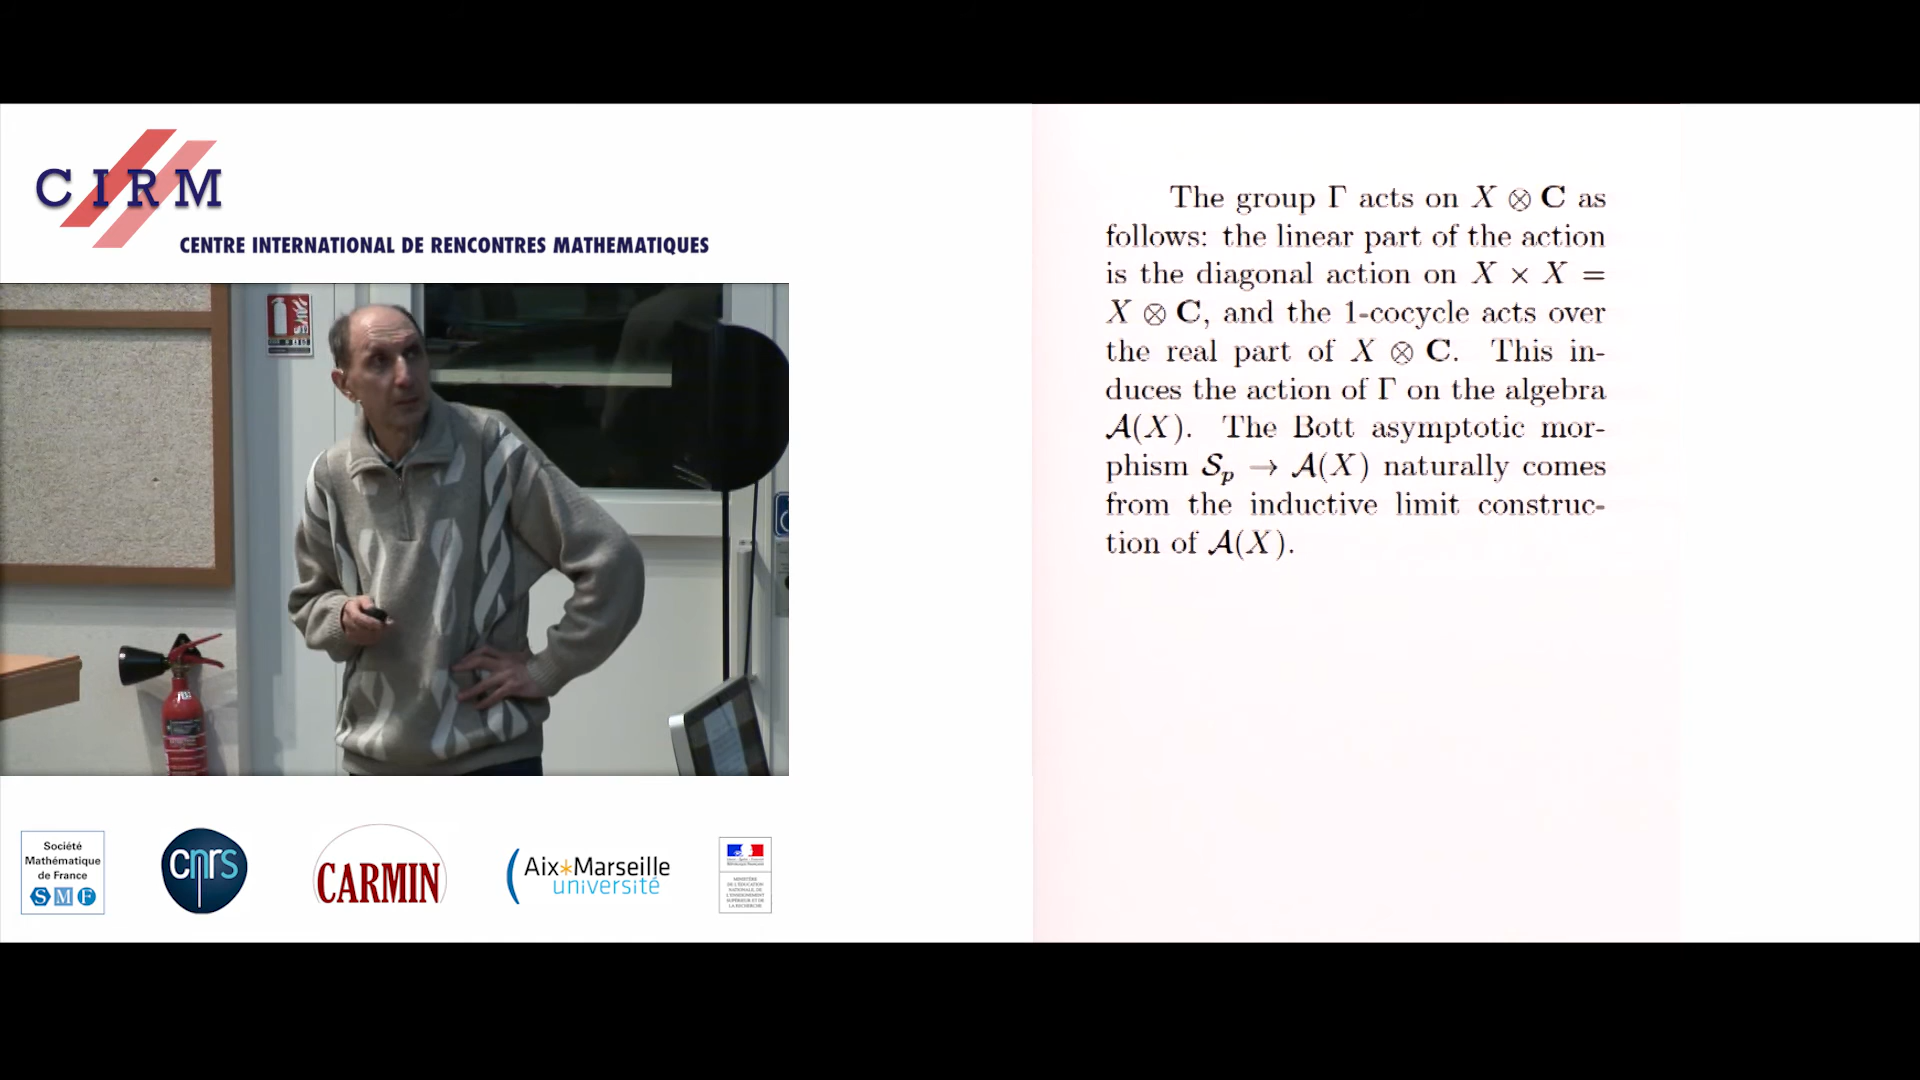 CIRM
CENTRE INTERNATIONAL DE RENCONTRES MATHEMATIQUES
The group Γ acts on X ⊗ C as
follows: the linear part of the action
is the diagonal action on X × X =
X ⊗ C, and the 1-cocycle acts over
the real part of X ⊗ C. This in-
duces the action of Γ on the algebra
𝒜(X). The Bott asymptotic mor-
phism 𝒮ₚ → 𝒜(X) naturally comes
from the inductive limit construc-
tion of 𝒜(X).
Société
Mathématique
de France
SMF
cnrs
CARMIN
Aix*Marseille
université